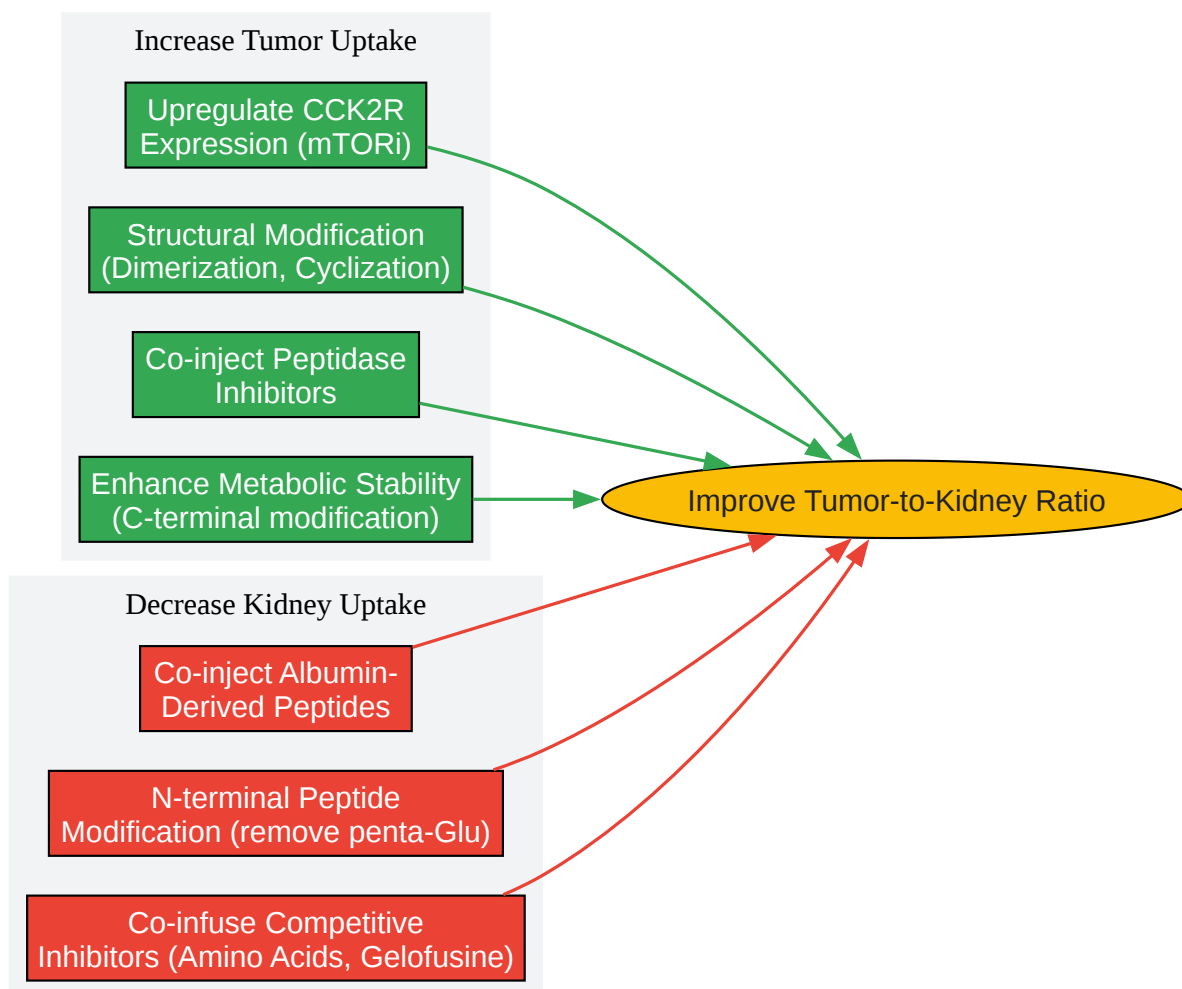 Increase Tumor Uptake
Upregulate CCK2R
Expression (mTORi)
Structural Modification
(Dimerization, Cyclization)
Co-inject Peptidase
Inhibitors
Enhance Metabolic Stability
(C-terminal modification)
Improve Tumor-to-Kidney Ratio
Decrease Kidney Uptake
Co-inject Albumin-
Derived Peptides
N-terminal Peptide
Modification (remove penta-Glu)
Co-infuse Competitive
Inhibitors (Amino Acids, Gelofusine)